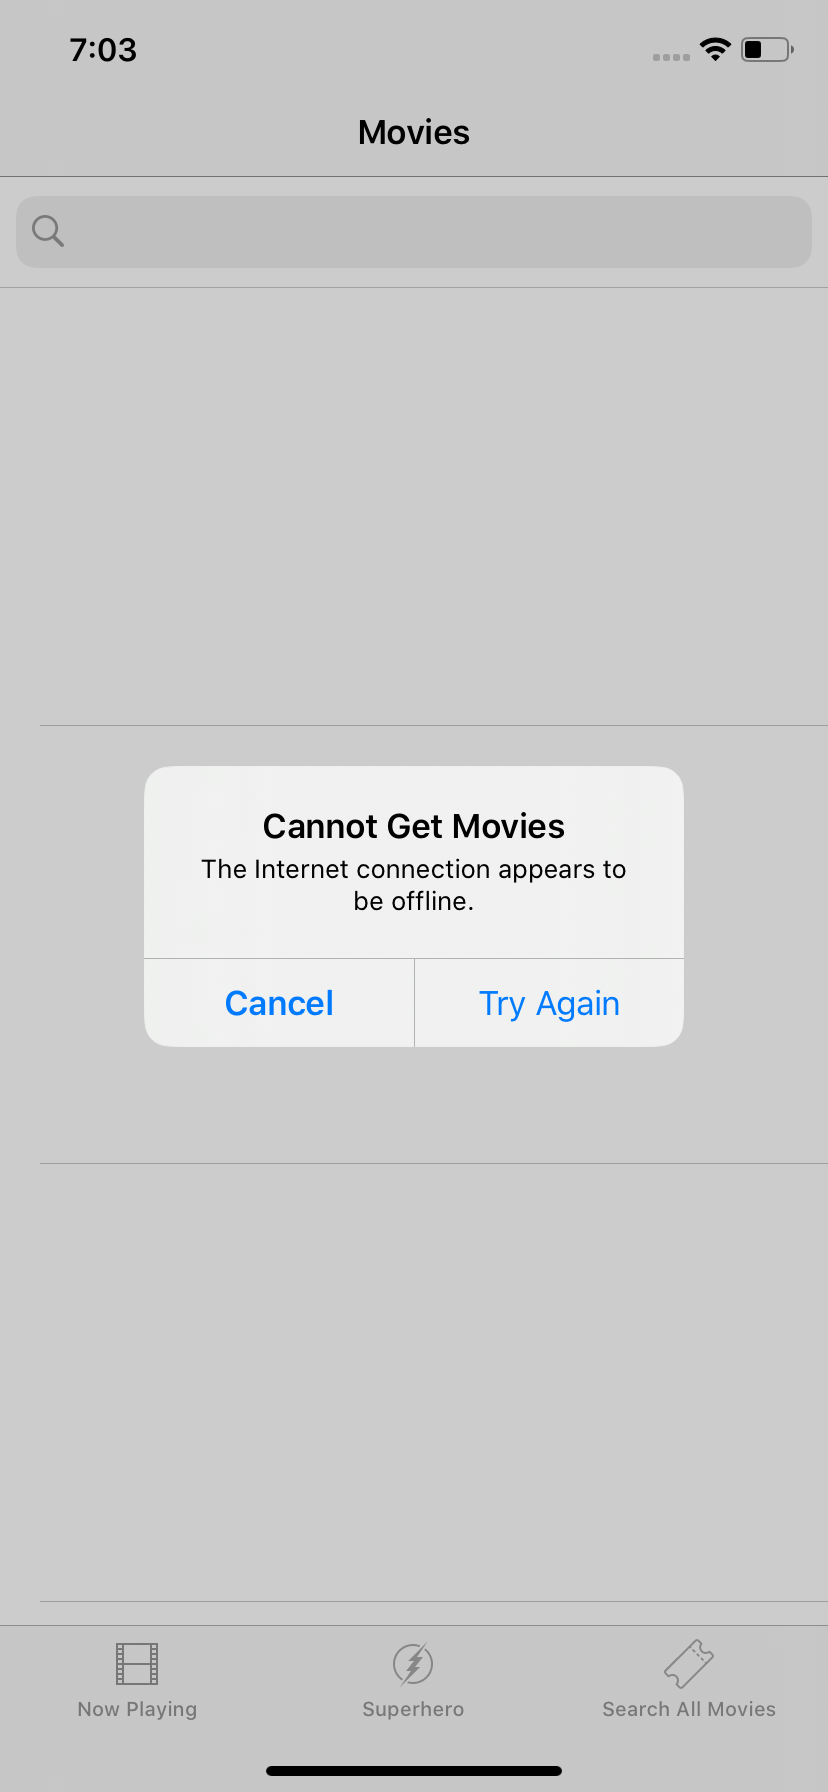 7:03
Movies
Cannot Get Movies
The Internet connection appears to
be offline.
Cancel
Try Again
Now Playing
Superhero
Search All Movies